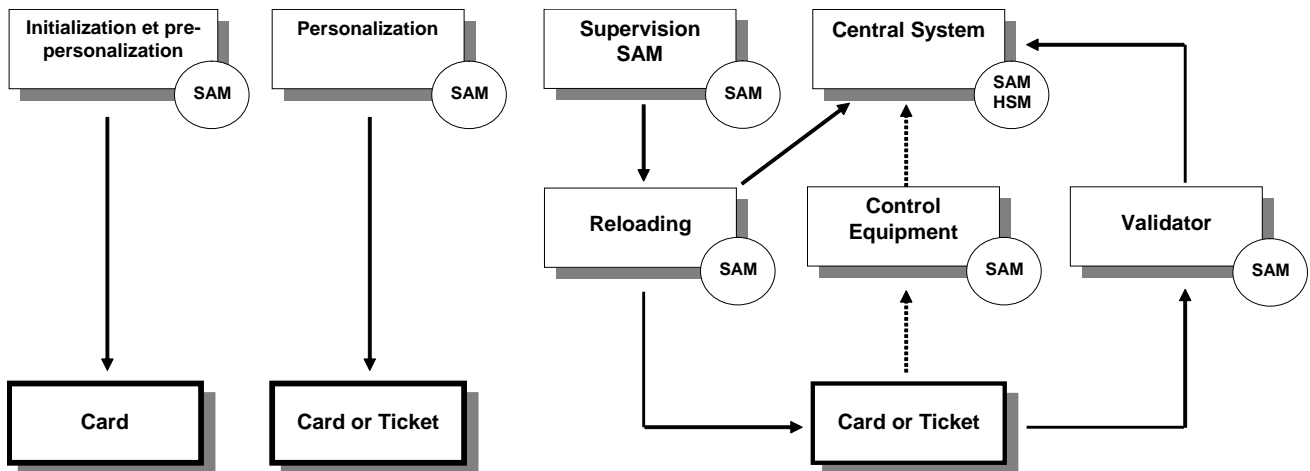 Initialization et pre-
personalization
SAM
Personalization
SAM
Supervision
SAM
SAM
Central System
SAM
HSM
Reloading
SAM
Control
Equipment
SAM
Validator
SAM
Card
Card or Ticket
Card or Ticket